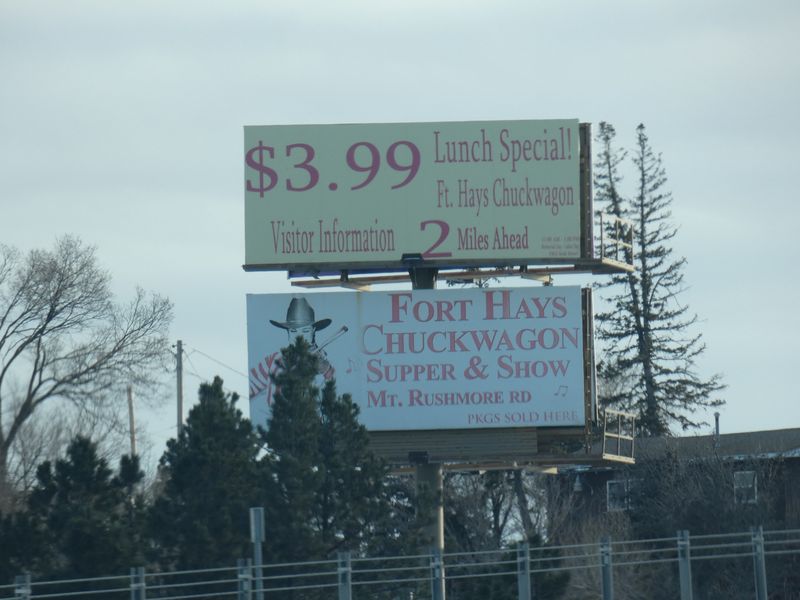 $3.99 Lunch Special!
Ft. Hays Chuckwagon
Visitor Information 2 Miles Ahead
FORT HAYS
CHUCKWAGON
SUPPER & SHOW
MT. RUSHMORE RD
PKGS SOLD HERE